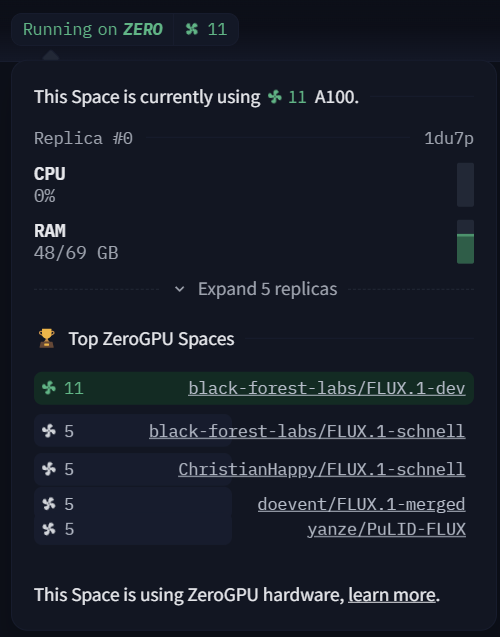 Running on ZERO 11
This Space is currently using 11 A100.
Replica #0 1du7p
CPU
0%
RAM
48/69 GB
Expand 5 replicas
Top ZeroGPU Spaces
11 black-forest-labs/FLUX.1-dev
5 black-forest-labs/FLUX.1-schnell
5 ChristianHappy/FLUX.1-schnell
5 doevent/FLUX.1-merged
5 yanze/PuLID-FLUX
This Space is using ZeroGPU hardware, learn more.